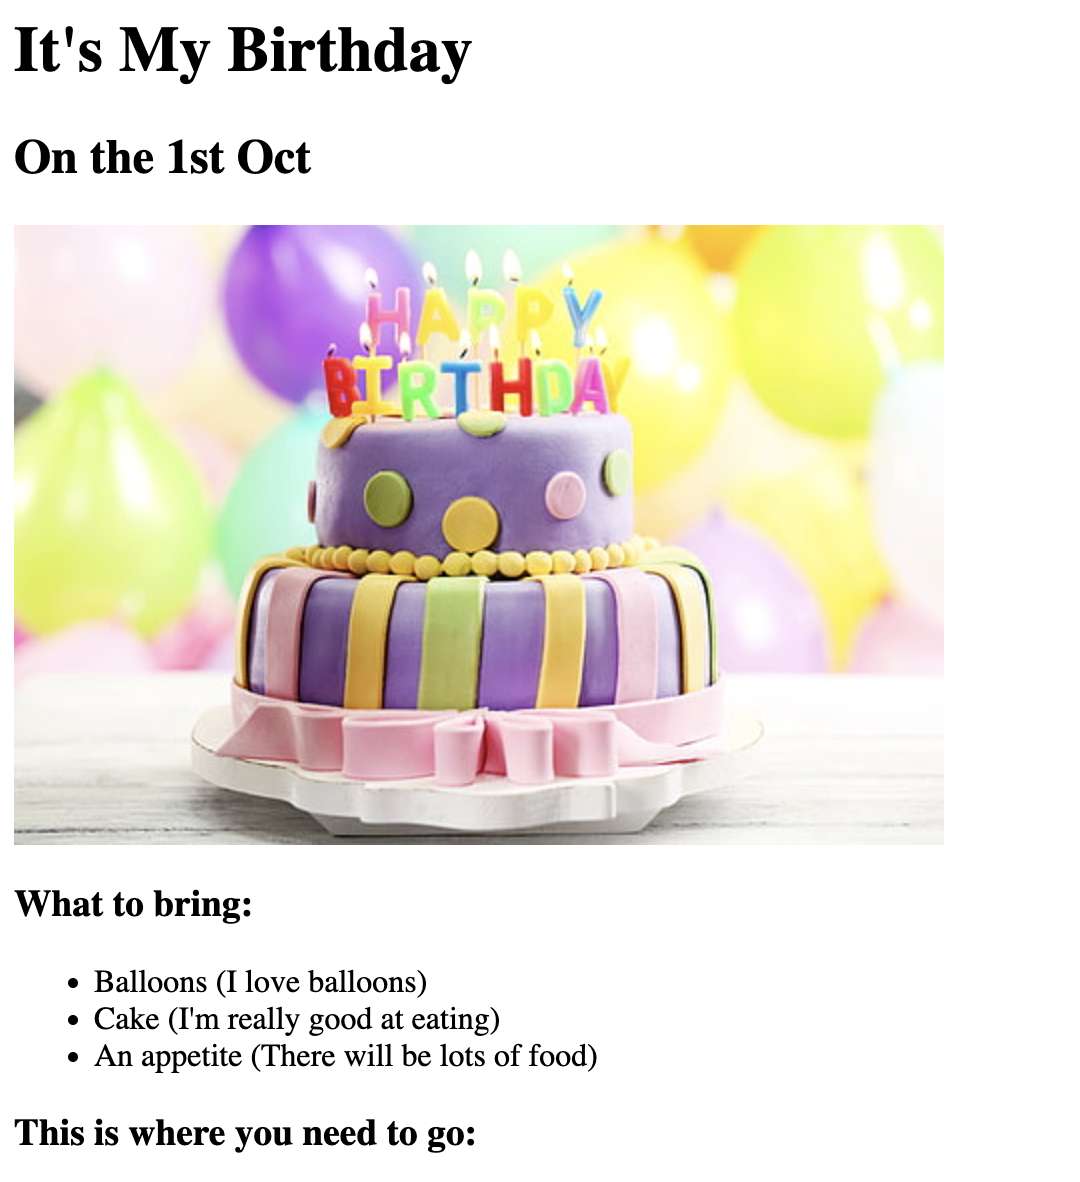 It's My Birthday
On the 1st Oct
HAPPY
BIRTHDAY
What to bring:
Balloons (I love balloons)
Cake (I'm really good at eating)
An appetite (There will be lots of food)
This is where you need to go: